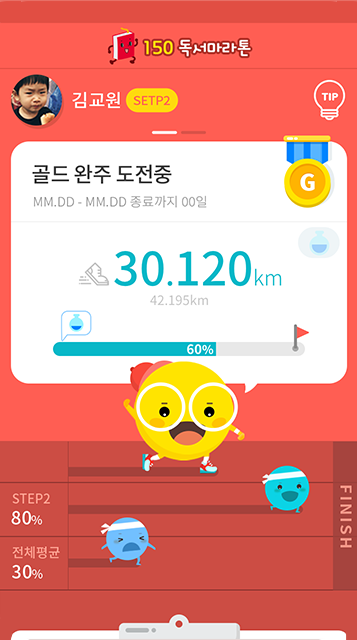 150 독서마라톤
김교원 SETP2
TIP
골드 완주 도전중
G
MM.DD - MM.DD 종료까지 00일
30.120km
42.195km
60%
STEP2
80%
전체평균
30%
FINISH